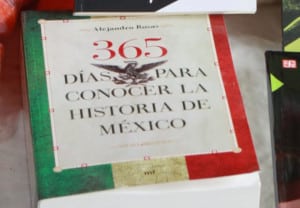 Alejandro Rosas
365
DÍAS PARA
CONOCER LA
HISTORIA DE
MÉXICO